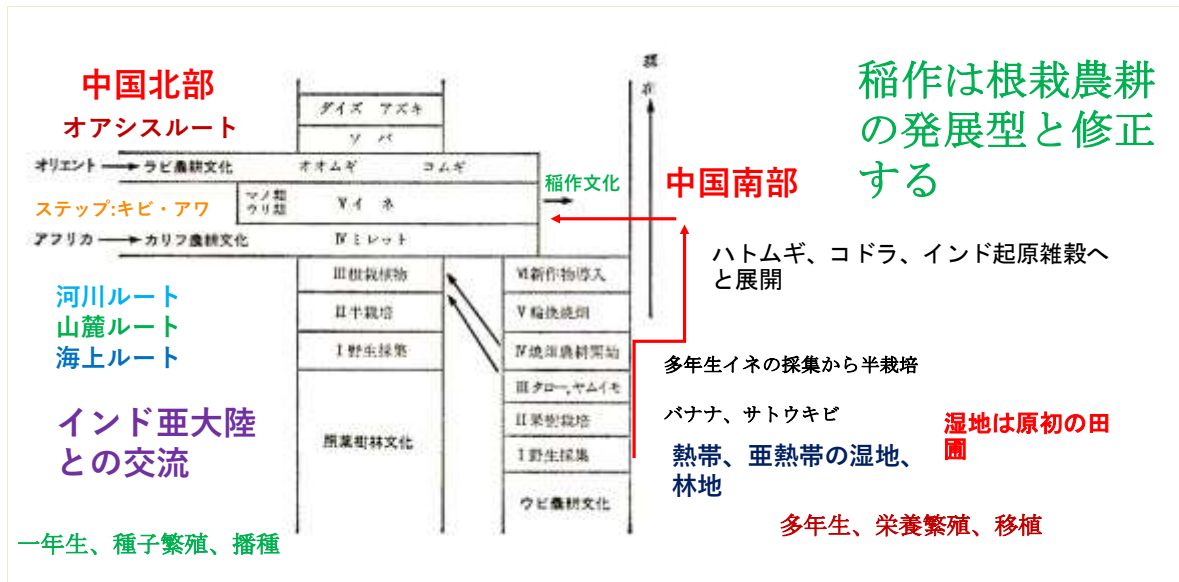 中国北部
オアシスルート
ダイズ アズキ
ソバ
オリエント ラビ農耕文化 オオムギ コムギ
ステップ:キビ・アワ
マメ類
ウリ類
Ⅴイネ
稲作文化
アフリカ カリフ農耕文化 Ⅳミレット
Ⅲ根栽植物
Ⅱ半栽培
Ⅰ野生採集
照葉樹林文化
河川ルート
山麓ルート
海上ルート
インド亜大陸
との交流
一年生、種子繁殖、播種
現
在
Ⅵ新作物導入
Ⅴ輪換焼畑
Ⅳ焼畑農耕開始
Ⅲタロー,ヤムイモ
Ⅱ果樹栽培
Ⅰ野生採集
ウビ農耕文化
中国南部
稲作は根栽農耕
の発展型と修正
する
ハトムギ、コドラ、インド起原雑穀へ
と展開
多年生イネの採集から半栽培
バナナ、サトウキビ
熱帯、亜熱帯の湿地、
林地
湿地は原初の田
圃
多年生、栄養繁殖、移植